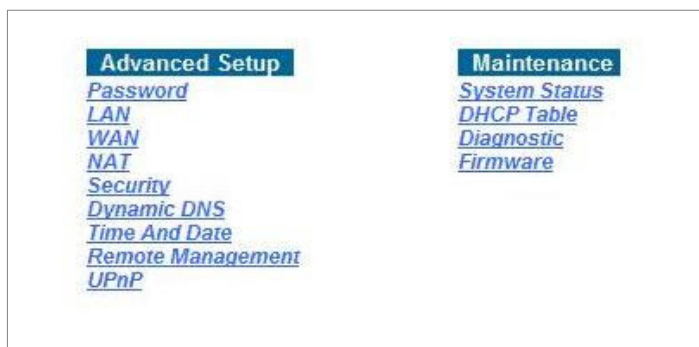 Advanced Setup
Password
LAN
WAN
NAT
Security
Dynamic DNS
Time And Date
Remote Management
UPnP
Maintenance
System Status
DHCP Table
Diagnostic
Firmware